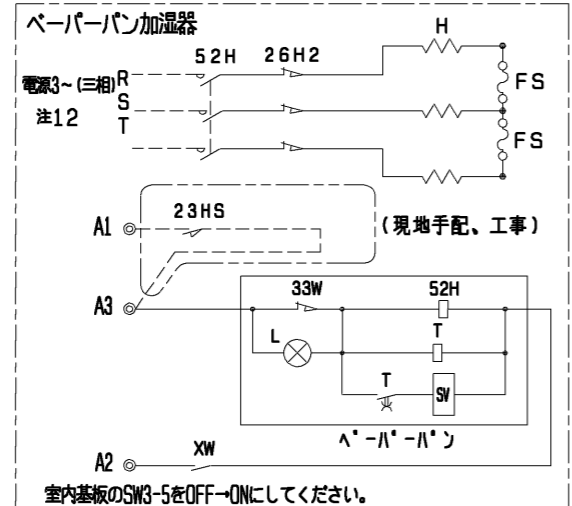 ベーパーパン加湿器
52H 26H2 H
電源3~(三相) R
S
注12 T
FS
FS
23HS
A1 (現地手配、工事)
A3 33W 52H
L T
T SV
ペーパーパン
A2 XW
室内基板のSW3-5をOFF→ONにしてください。